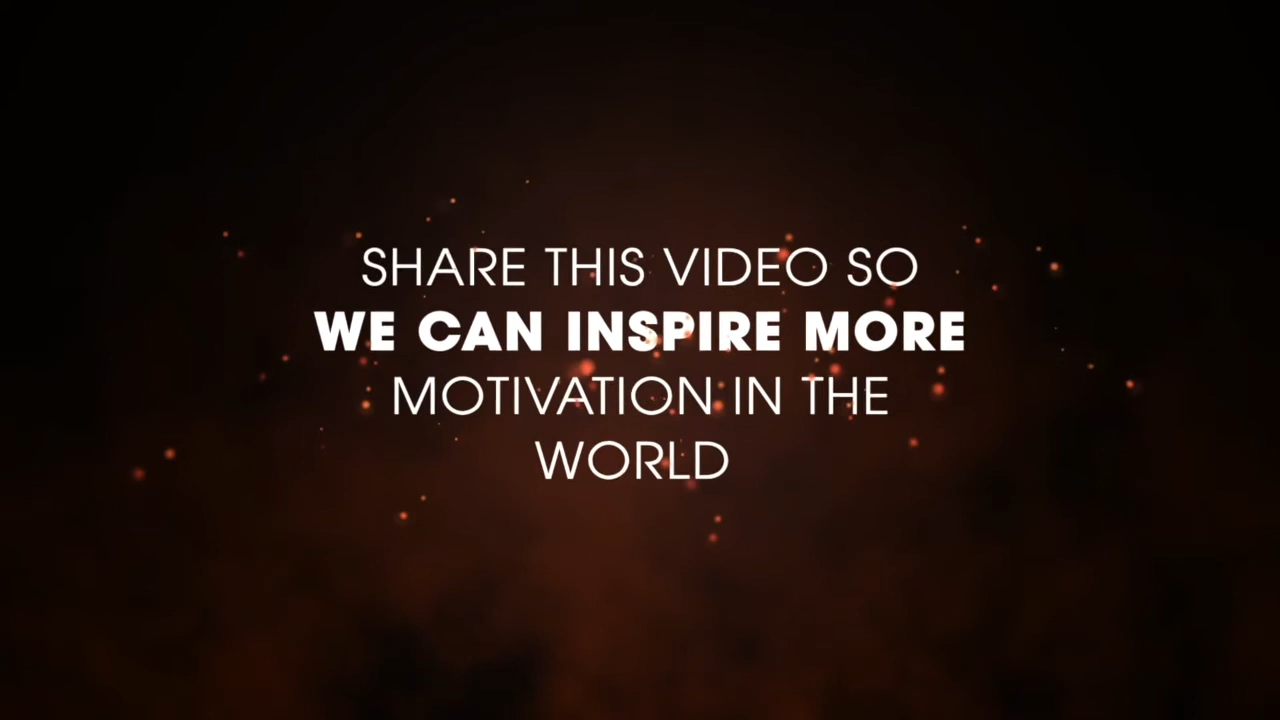 SHARE THIS VIDEO SO
WE CAN INSPIRE MORE
MOTIVATION IN THE
WORLD